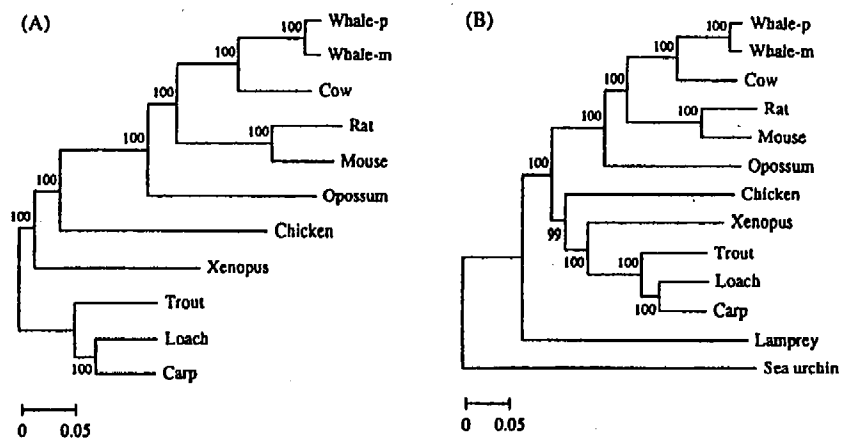 (A)
100
Whale-p
100
Whale-m
100
Cow
100
100
Rat
Mouse
100
Opossum
100
Chicken
Xenopus
Trout
Loach
100
Carp
0 0.05
(B)
100
Whale-p
100
Whale-m
100
Cow
100
100
Rat
Mouse
100
Opossum
Chicken
99
Xenopus
100
100
Trout
Loach
100
Carp
Lamprey
Sea urchin
0 0.05